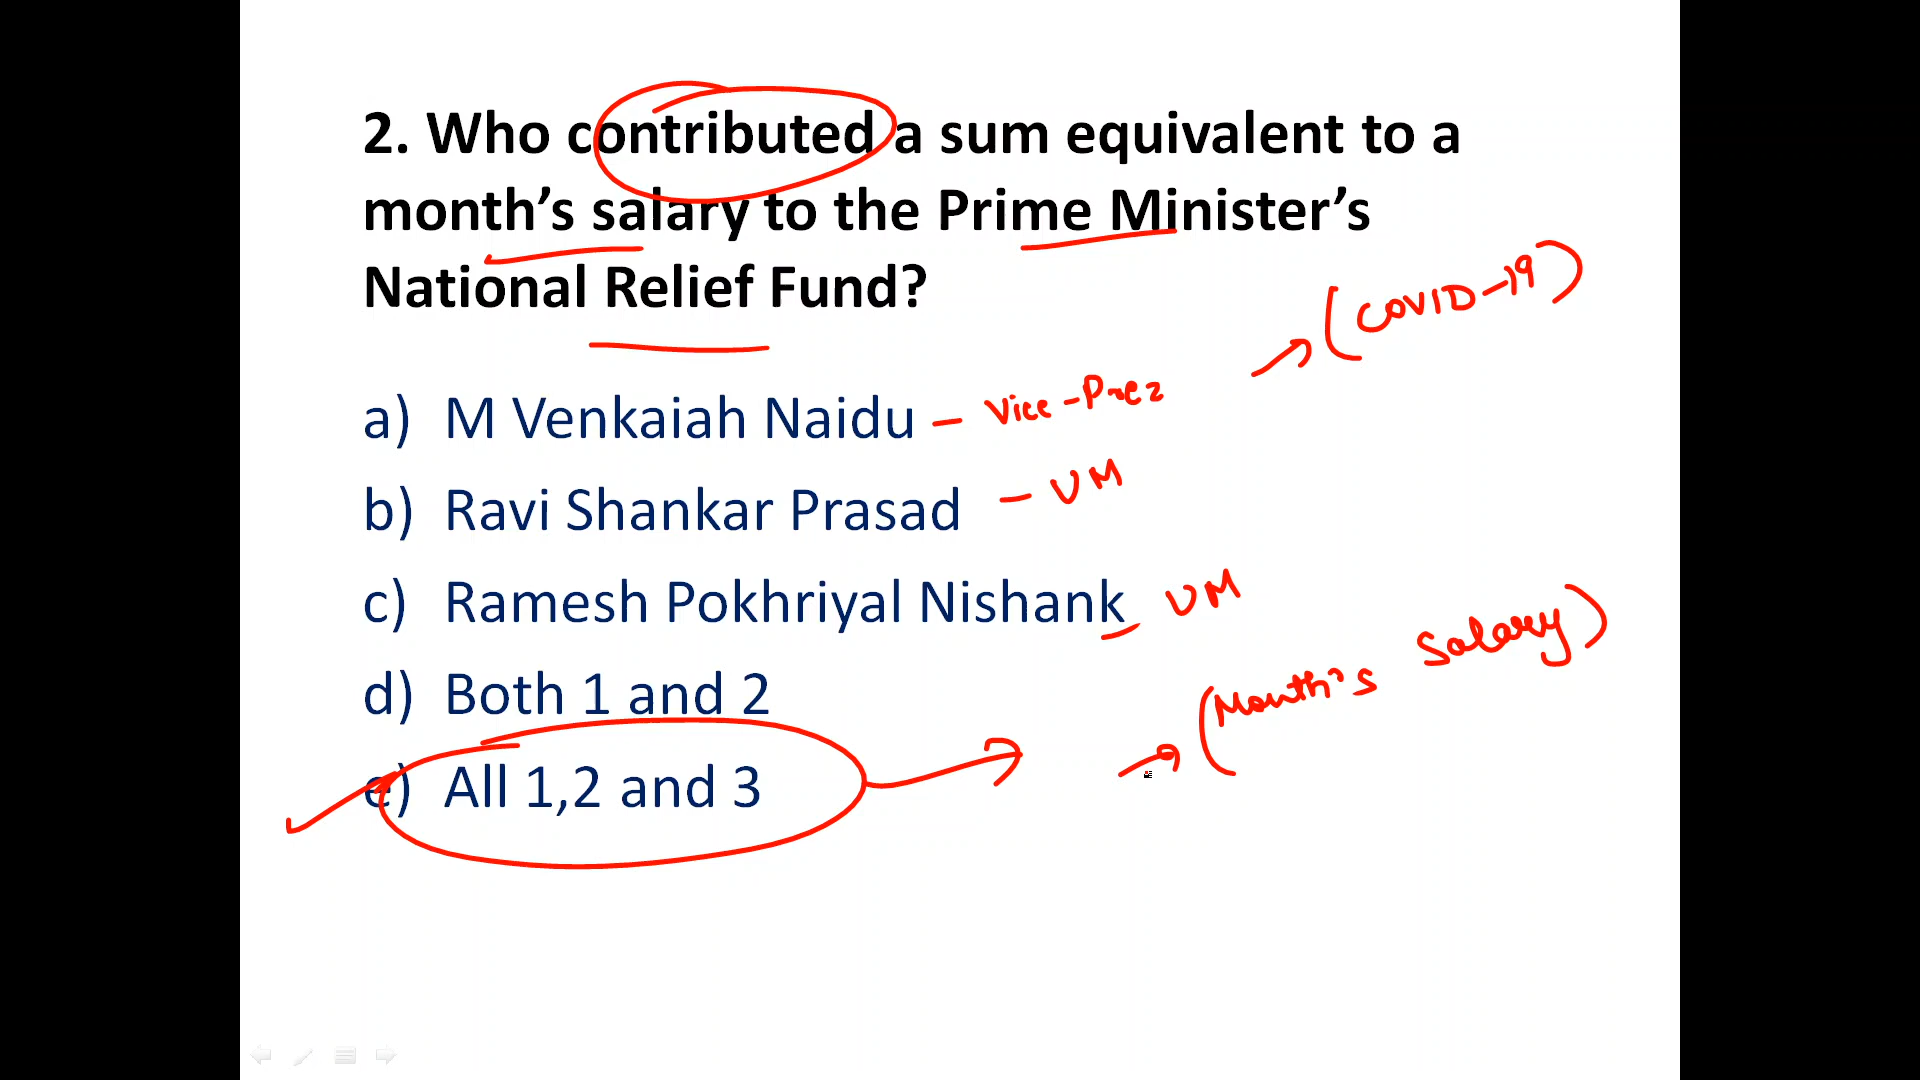 2. Who contributed a sum equivalent to a
month’s salary to the Prime Minister’s
National Relief Fund?
(COVID-19)
a) M Venkaiah Naidu - Vice-Prez
b) Ravi Shankar Prasad - UM
c) Ramesh Pokhriyal Nishank UM
(Month's Salary)
d) Both 1 and 2
e) All 1,2 and 3